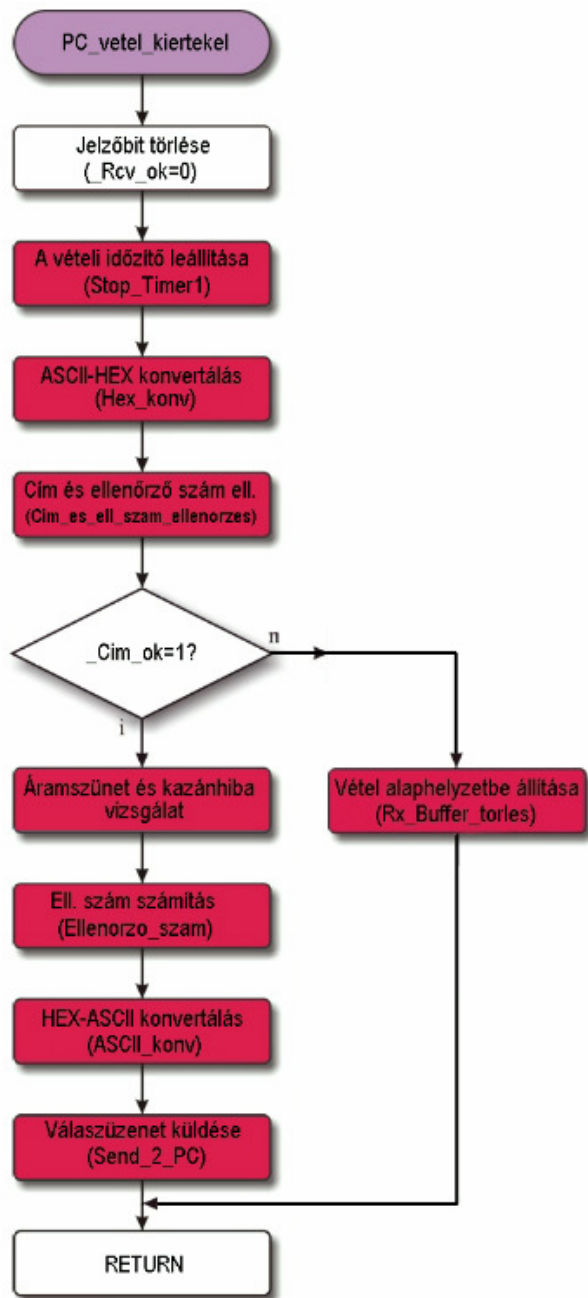 PC_vetel_kiertekel
Jelzőbit törlése
(_Rcv_ok=0)
A vételi időzítő leállítása
(Stop_Timer1)
ASCII-HEX konvertálás
(Hex_konv)
Cím és ellenőrző szám ell.
(Cim_es_ell_szam_ellenorzes)
_Cim_ok=1?
n
i
Áramszünet és kazánhiba
vizsgálat
Vétel alaphelyzetbe állítása
(Rx_Buffer_torles)
Ell. szám számítás
(Ellenorzo_szam)
HEX-ASCII konvertálás
(ASCII_konv)
Válaszüzenet küldése
(Send_2_PC)
RETURN